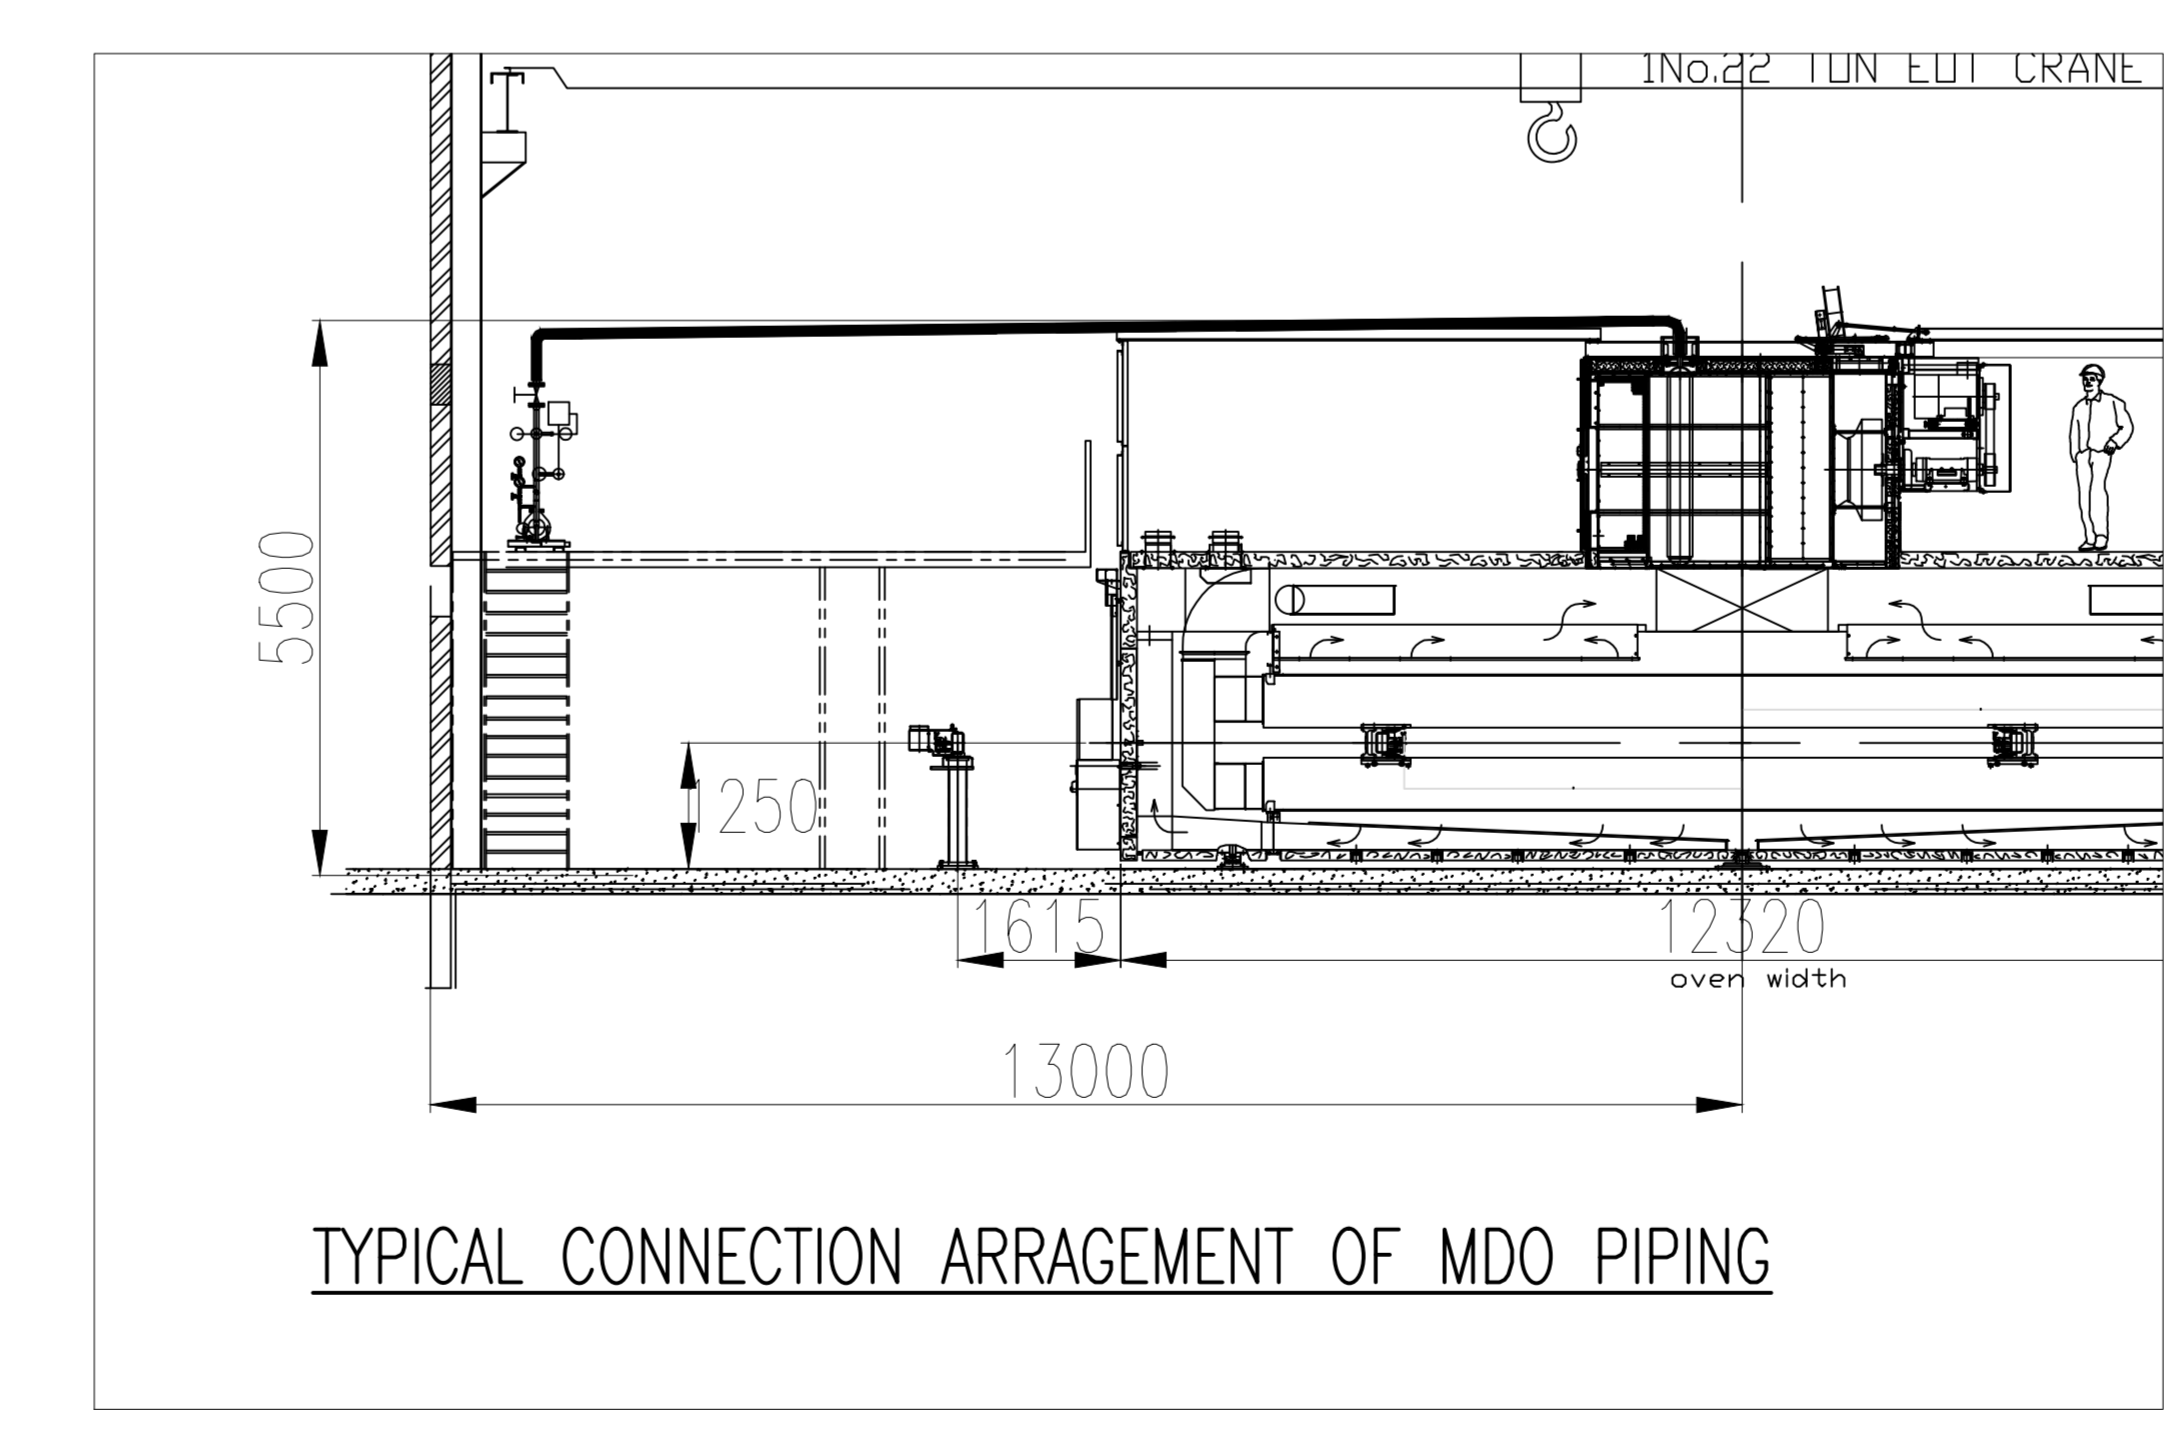 1No.22 TON EOT CRANE
5500
1250
1615
12320
oven width
13000
TYPICAL CONNECTION ARRAGEMENT OF MDO PIPING